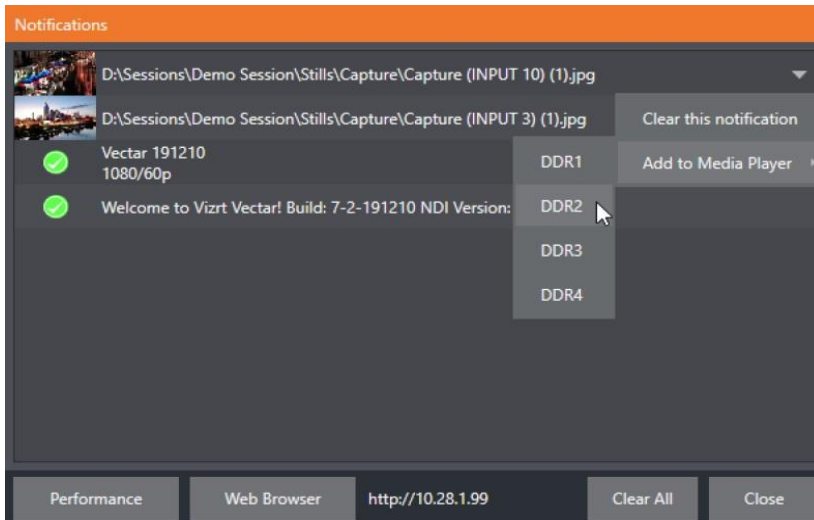 Notifications
D:\Sessions\Demo Session\Stills\Capture\Capture (INPUT 10) (1).jpg
D:\Sessions\Demo Session\Stills\Capture\Capture (INPUT 3) (1).jpg
Clear this notification
Vectar 191210
1080/60p
DDR1
Add to Media Player
Welcome to Vizrt Vectar! Build: 7-2-191210 NDI Version:
DDR2
DDR3
DDR4
Performance
Web Browser
http://10.28.1.99
Clear All
Close